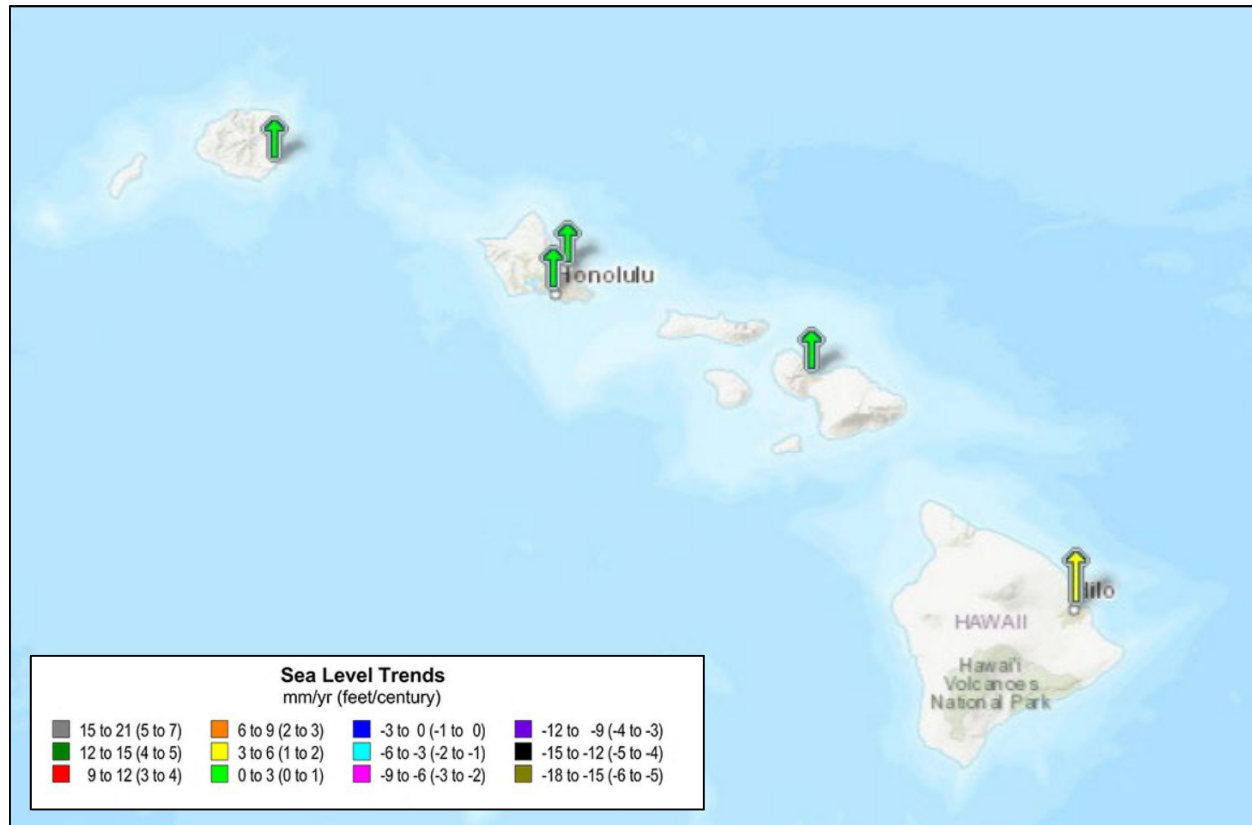 Honolulu
Hilo
HAWAII
Hawai'i
Volcanoes
National Park
Sea Level Trends
mm/yr (feet/century)
15 to 21 (5 to 7) 6 to 9 (2 to 3) -3 to 0 (-1 to 0) -12 to -9 (-4 to -3)
12 to 15 (4 to 5) 3 to 6 (1 to 2) -6 to -3 (-2 to -1) -15 to -12 (-5 to -4)
9 to 12 (3 to 4) 0 to 3 (0 to 1) -9 to -6 (-3 to -2) -18 to -15 (-6 to -5)